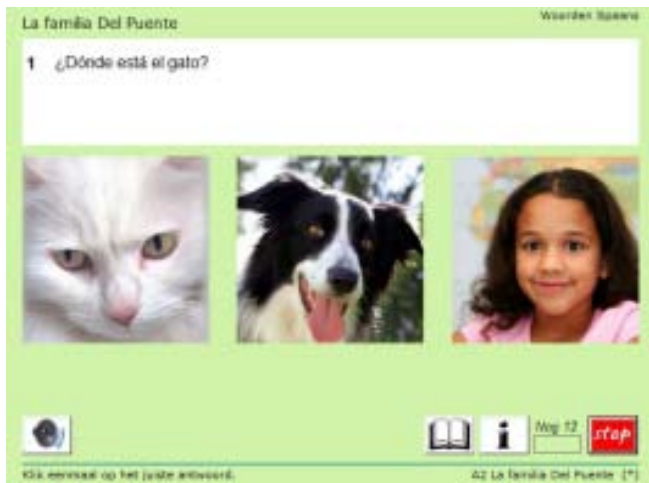 La familia Del Puente
Woorden Spaans
1 ¿Dónde está el gato?
Nog 12
stop
Klik eenmaal op het juiste antwoord.
A2 La familia Del Puente (*)